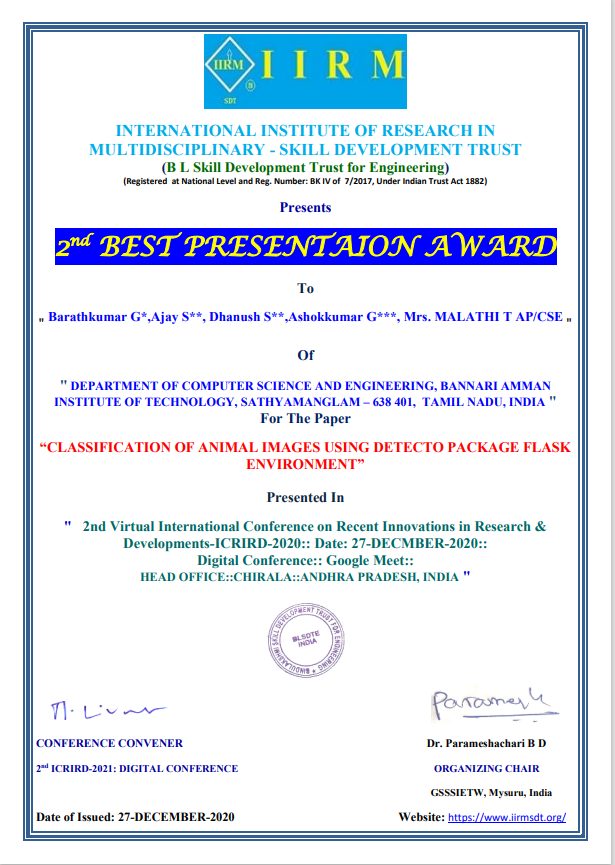 IIRM
SDT
®
I I R M
INTERNATIONAL INSTITUTE OF RESEARCH IN
MULTIDISCIPLINARY - SKILL DEVELOPMENT TRUST
(B L Skill Development Trust for Engineering)
(Registered at National Level and Reg. Number: BK IV of 7/2017, Under Indian Trust Act 1882)
Presents
2nd BEST PRESENTAION AWARD
To
" Barathkumar G*,Ajay S**, Dhanush S**,Ashokkumar G***, Mrs. MALATHI T AP/CSE "
Of
" DEPARTMENT OF COMPUTER SCIENCE AND ENGINEERING, BANNARI AMMAN
INSTITUTE OF TECHNOLOGY, SATHYAMANGLAM – 638 401, TAMIL NADU, INDIA "
For The Paper
“CLASSIFICATION OF ANIMAL IMAGES USING DETECTO PACKAGE FLASK
ENVIRONMENT”
Presented In
" 2nd Virtual International Conference on Recent Innovations in Research &
Developments-ICRIRD-2020:: Date: 27-DECMBER-2020::
Digital Conference:: Google Meet::
HEAD OFFICE::CHIRALA::ANDHRA PRADESH, INDIA "
SKILL DEVELOPMENT TRUST FOR ENGINEERING
BLSDTE
INDIA
Paramesh
CONFERENCE CONVENER
Dr. Parameshachari B D
2nd ICRIRD-2021: DIGITAL CONFERENCE
ORGANIZING CHAIR
GSSSIETW, Mysuru, India
Date of Issued: 27-DECEMBER-2020
Website: https://www.iirmsdt.org/